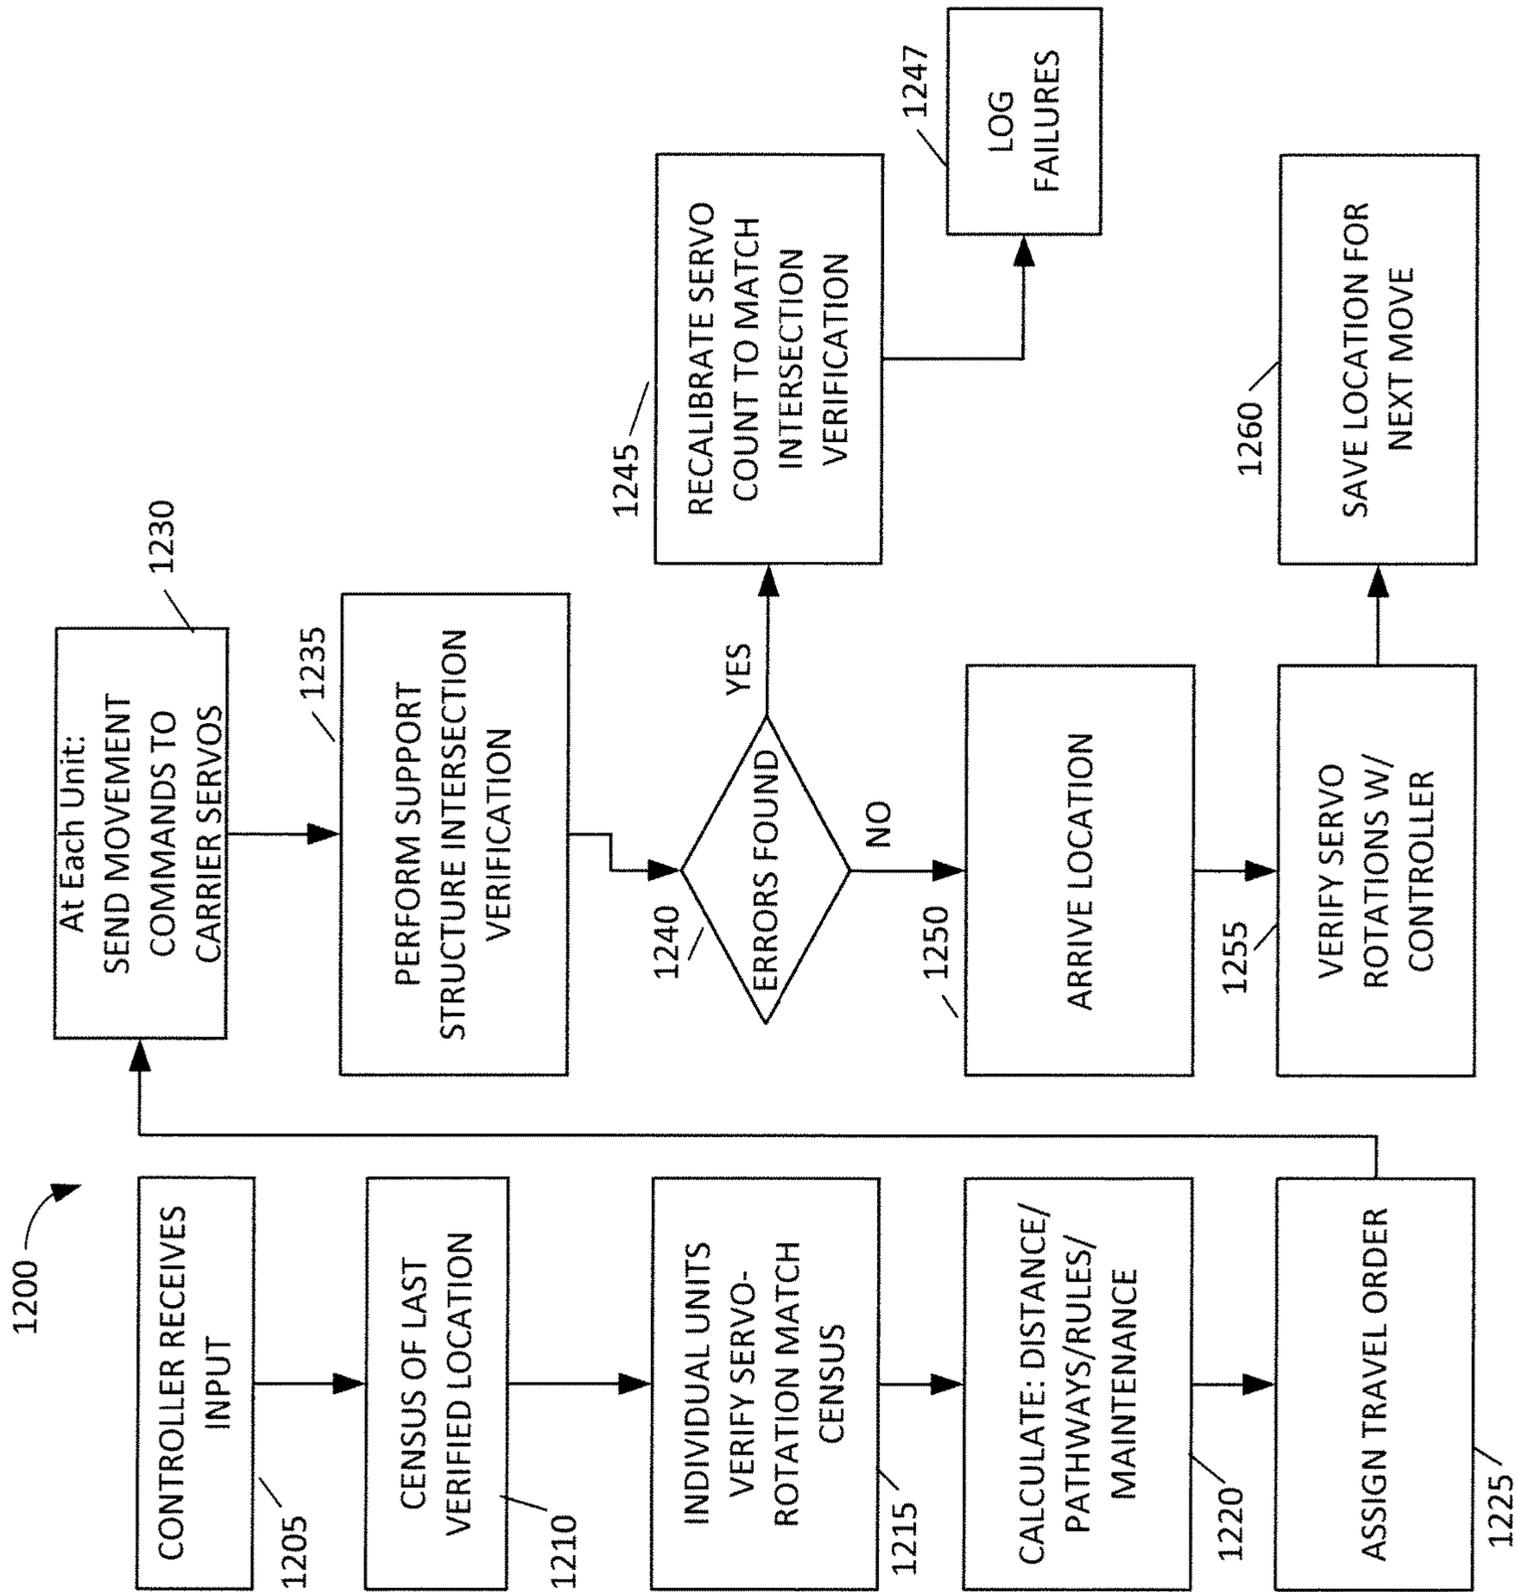 1200
CONTROLLER RECEIVES
INPUT
1205
CENSUS OF LAST
VERIFIED LOCATION
1210
INDIVIDUAL UNITS
VERIFY SERVO-
ROTATION MATCH
CENSUS
1215
CALCULATE: DISTANCE/
PATHWAYS/RULES/
MAINTENANCE
1220
ASSIGN TRAVEL ORDER
1225
At Each Unit:
SEND MOVEMENT
COMMANDS TO
CARRIER SERVOS
1230
PERFORM SUPPORT
STRUCTURE INTERSECTION
VERIFICATION
1235
ERRORS FOUND
1240
YES
NO
RECALIBRATE SERVO
COUNT TO MATCH
INTERSECTION
VERIFICATION
1245
LOG
FAILURES
1247
ARRIVE LOCATION
1250
VERIFY SERVO
ROTATIONS W/
CONTROLLER
1255
SAVE LOCATION FOR
NEXT MOVE
1260